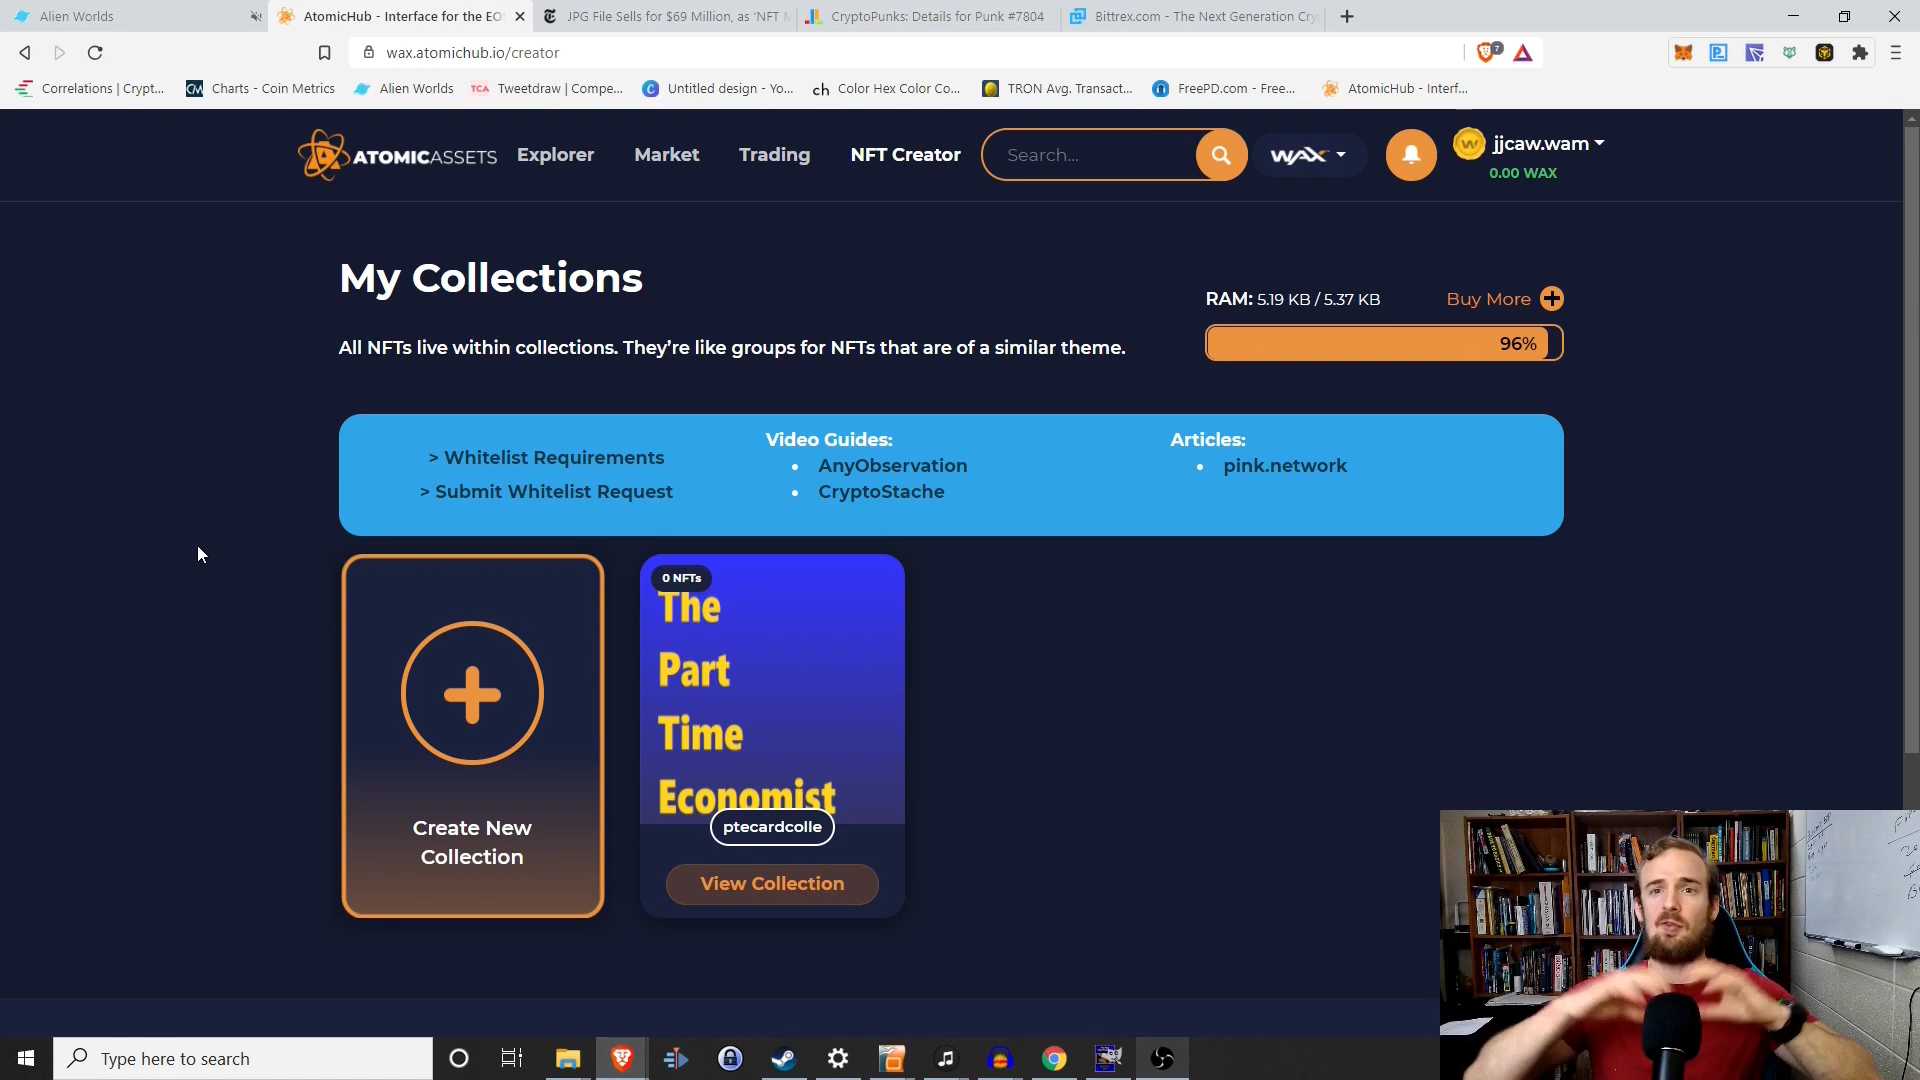 Alien Worlds
AtomicHub - Interface for the EO
JPG File Sells for $69 Million, as 'NFT
CryptoPunks: Details for Punk #7804
Bittrex.com - The Next Generation Cry
wax.atomichub.io/creator
7
Correlations | Crypt...
CM Charts - Coin Metrics
Alien Worlds
TCA Tweetdraw | Compe...
Untitled design - Yo...
ch Color Hex Color Co...
TRON Avg. Transact...
FreePD.com - Free...
AtomicHub - Interf...
ATOMICASSETS
Explorer
Market
Trading
NFT Creator
Search...
WAX
jjcaw.wam
0.00 WAX
My Collections
RAM: 5.19 KB / 5.37 KB
Buy More
All NFTs live within collections. They're like groups for NFTs that are of a similar theme.
96%
> Whitelist Requirements
> Submit Whitelist Request
Video Guides:
• AnyObservation
• CryptoStache
Articles:
• pink.network
Create New
Collection
0 NFTs
The
Part
Time
Economist
ptecardcolle
View Collection
Type here to search